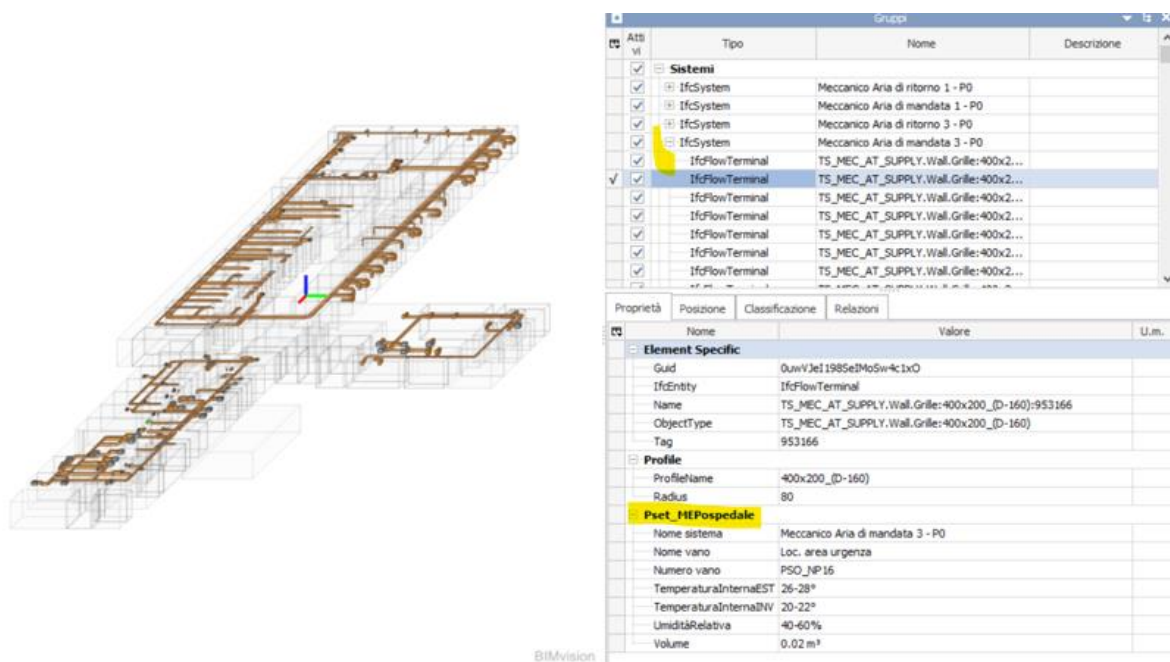 Gruppi
Atti vi Tipo Nome Descrizione
Sistemi
IfcSystem Meccanico Aria di ritorno 1 - P0
IfcSystem Meccanico Aria di mandata 1 - P0
IfcSystem Meccanico Aria di ritorno 3 - P0
IfcSystem Meccanico Aria di mandata 3 - P0
IfcFlowTerminal TS_MEC_AT_SUPPLY.Wall.Grille:400x2...
√ IfcFlowTerminal TS_MEC_AT_SUPPLY.Wall.Grille:400x2...
IfcFlowTerminal TS_MEC_AT_SUPPLY.Wall.Grille:400x2...
IfcFlowTerminal TS_MEC_AT_SUPPLY.Wall.Grille:400x2...
IfcFlowTerminal TS_MEC_AT_SUPPLY.Wall.Grille:400x2...
IfcFlowTerminal TS_MEC_AT_SUPPLY.Wall.Grille:400x2...
IfcFlowTerminal TS_MEC_AT_SUPPLY.Wall.Grille:400x2...
Proprietà Posizione Classificazione Relazioni
Nome Valore U.m.
Element Specific
Guid
IfcEntity IfcFlowTerminal
Name TS_MEC_AT_SUPPLY.Wall.Grille:400x200_(D-160):953166
ObjectType TS_MEC_AT_SUPPLY.Wall.Grille:400x200_(D-160)
Tag 953166
Profile
ProfileName 400x200_(D-160)
Radius 80
Pset_MEPospedale
Nome sistema Meccanico Aria di mandata 3 - P0
Nome vano Loc. area urgenza
Numero vano PSO_NP16
TemperaturaInternaEST 26-28°
TemperaturaInternaINV 20-22°
UmiditàRelativa 40-60%
Volume 0.02 m³
BIMvision